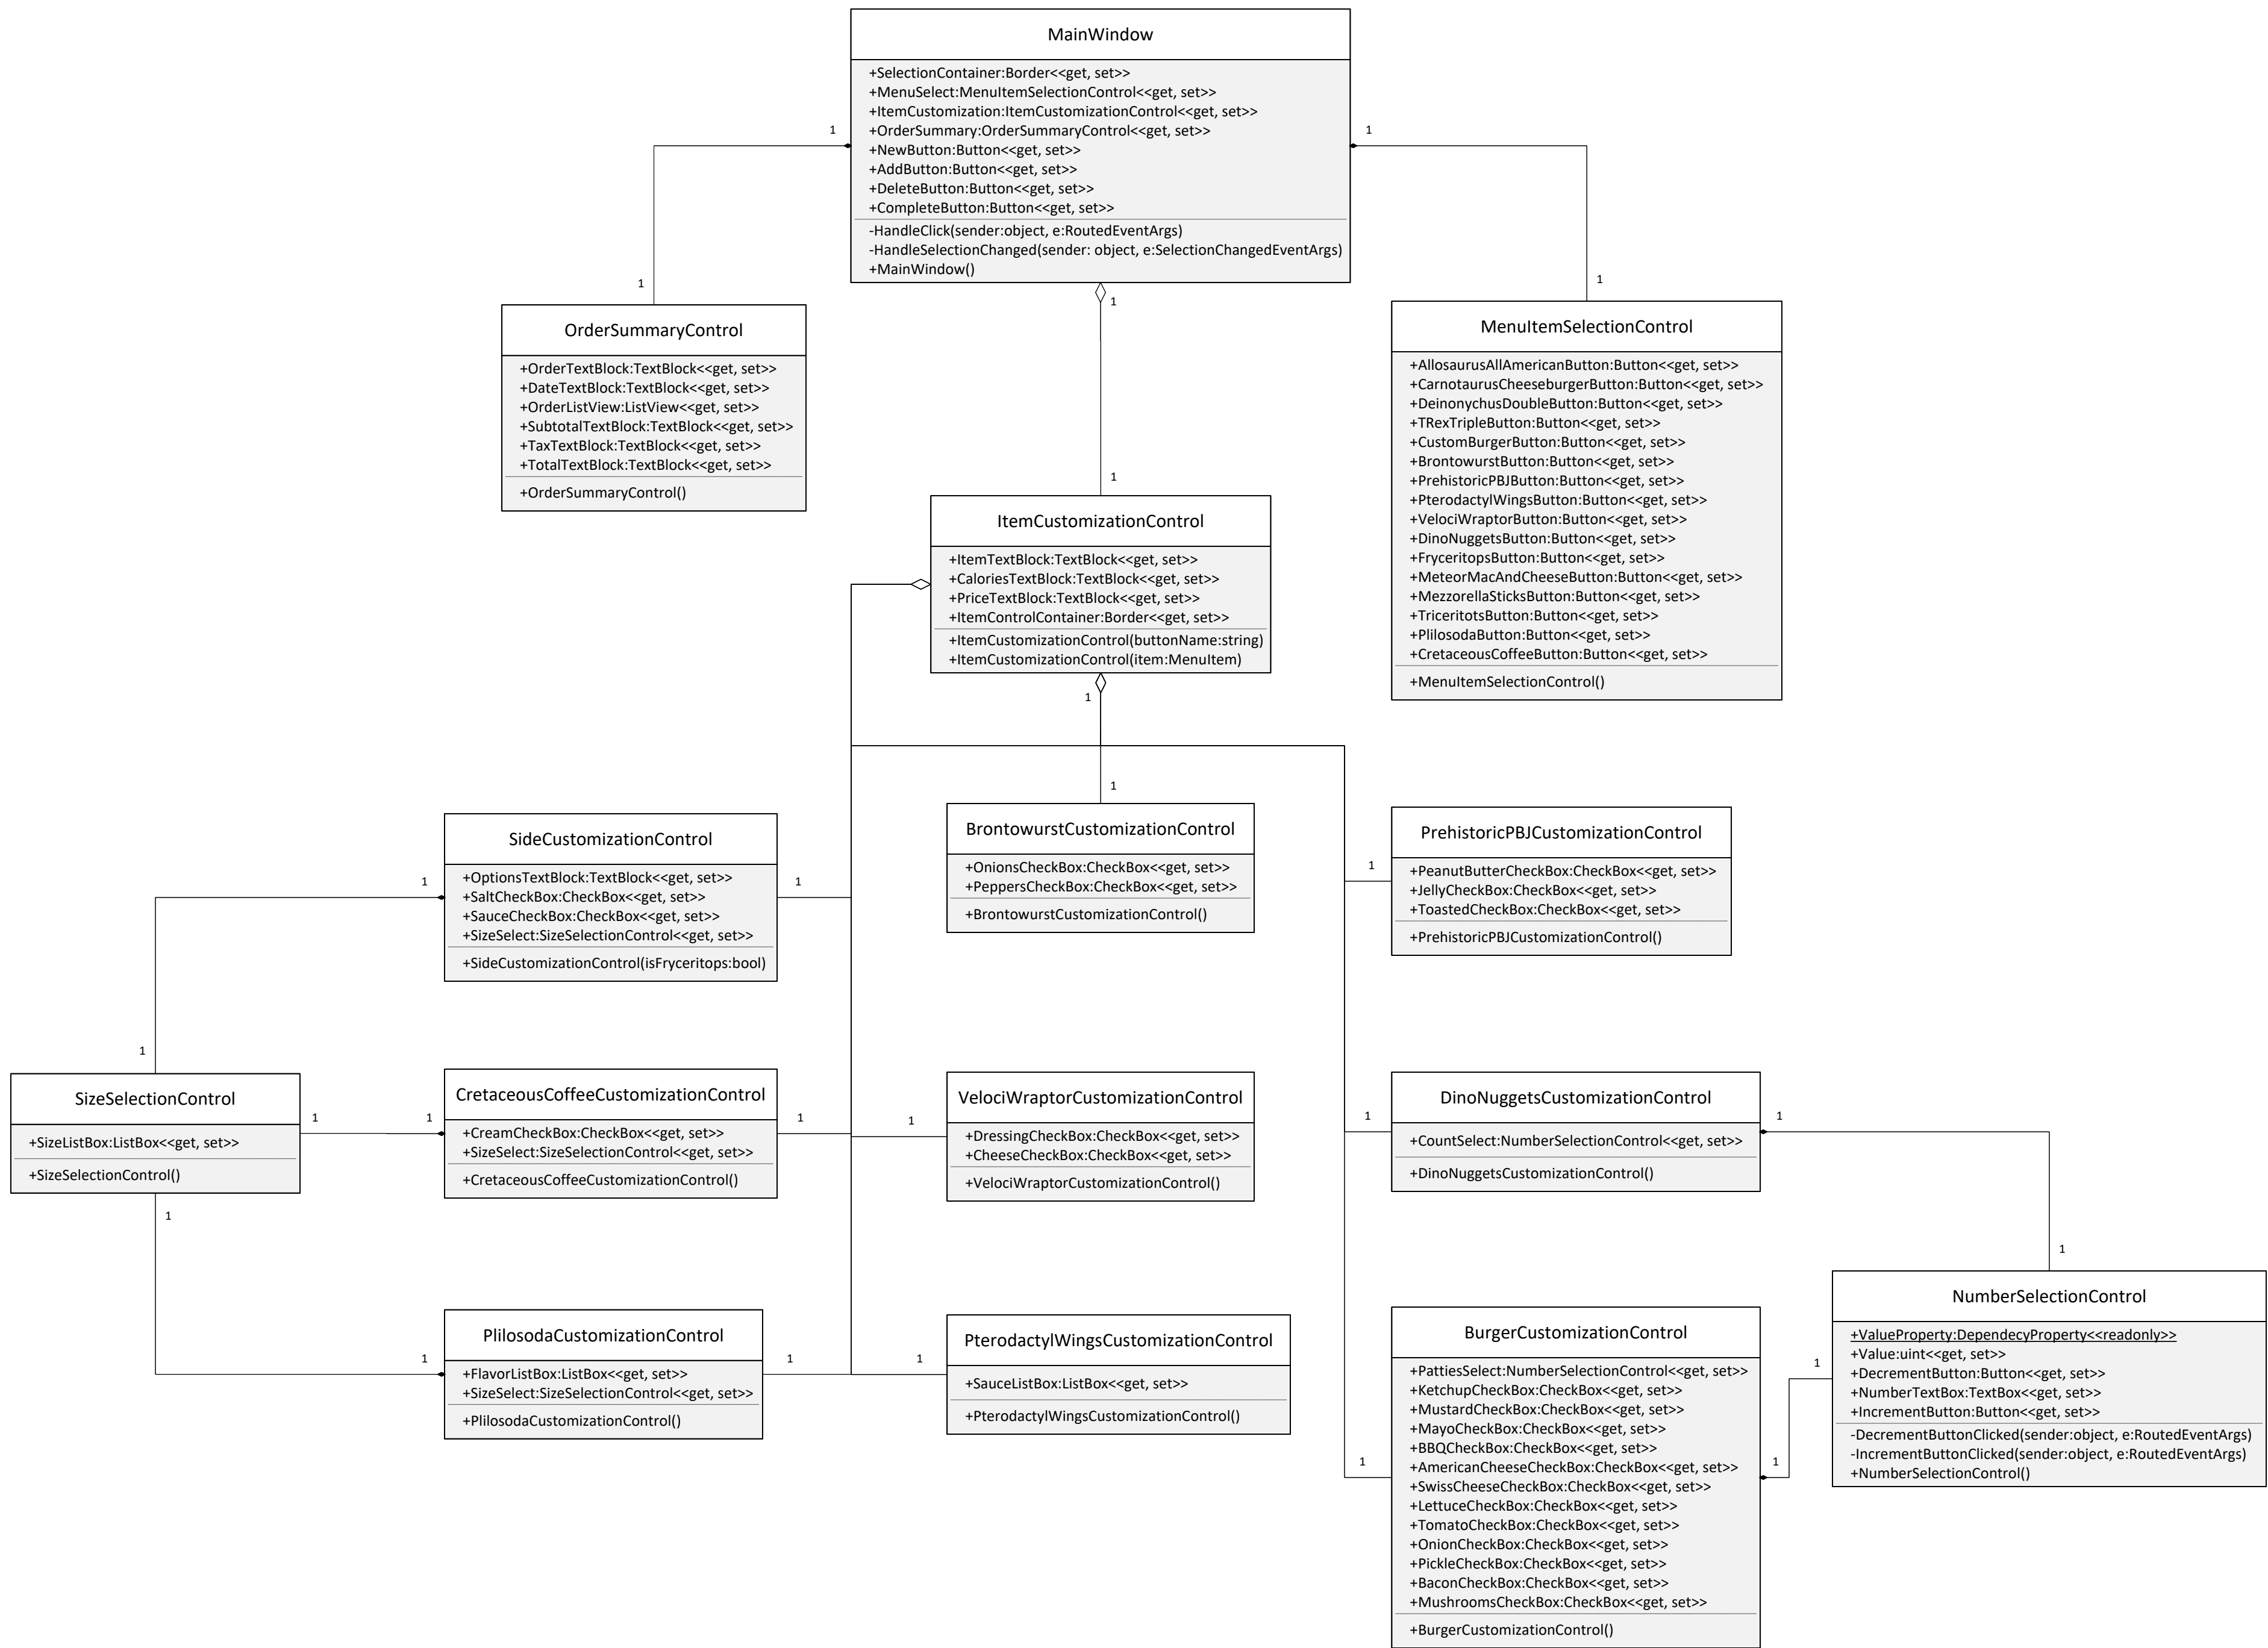 MainWindow
+SelectionContainer:Border<<get, set>>
+MenuSelect:MenuItemSelectionControl<<get, set>>
+ItemCustomization:ItemCustomizationControl<<get, set>>
+OrderSummary:OrderSummaryControl<<get, set>>
+NewButton:Button<<get, set>>
+AddButton:Button<<get, set>>
+DeleteButton:Button<<get, set>>
+CompleteButton:Button<<get, set>>
-HandleClick(sender:object, e:RoutedEventArgs)
-HandleSelectionChanged(sender: object, e:SelectionChangedEventArgs)
+MainWindow()
1
1
1
1
1
1
OrderSummaryControl
+OrderTextBlock:TextBlock<<get, set>>
+DateTextBlock:TextBlock<<get, set>>
+OrderListView:ListView<<get, set>>
+SubtotalTextBlock:TextBlock<<get, set>>
+TaxTextBlock:TextBlock<<get, set>>
+TotalTextBlock:TextBlock<<get, set>>
+OrderSummaryControl()
MenuItemSelectionControl
+AllosaurusAllAmericanButton:Button<<get, set>>
+CarnotaurusCheeseburgerButton:Button<<get, set>>
+DeinonychusDoubleButton:Button<<get, set>>
+TRexTripleButton:Button<<get, set>>
+CustomBurgerButton:Button<<get, set>>
+BrontowurstButton:Button<<get, set>>
+PrehistoricPBJButton:Button<<get, set>>
+PterodactylWingsButton:Button<<get, set>>
+VelociWraptorButton:Button<<get, set>>
+DinoNuggetsButton:Button<<get, set>>
+FryceritopsButton:Button<<get, set>>
+MeteorMacAndCheeseButton:Button<<get, set>>
+MezzorellaSticksButton:Button<<get, set>>
+TriceritotsButton:Button<<get, set>>
+PlilosodaButton:Button<<get, set>>
+CretaceousCoffeeButton:Button<<get, set>>
+MenuItemSelectionControl()
ItemCustomizationControl
+ItemTextBlock:TextBlock<<get, set>>
+CaloriesTextBlock:TextBlock<<get, set>>
+PriceTextBlock:TextBlock<<get, set>>
+ItemControlContainer:Border<<get, set>>
+ItemCustomizationControl(buttonName:string)
+ItemCustomizationControl(item:MenuItem)
1
1
SideCustomizationControl
+OptionsTextBlock:TextBlock<<get, set>>
+SaltCheckBox:CheckBox<<get, set>>
+SauceCheckBox:CheckBox<<get, set>>
+SizeSelect:SizeSelectionControl<<get, set>>
+SideCustomizationControl(isFryceritops:bool)
1
1
BrontowurstCustomizationControl
+OnionsCheckBox:CheckBox<<get, set>>
+PeppersCheckBox:CheckBox<<get, set>>
+BrontowurstCustomizationControl()
1
PrehistoricPBJCustomizationControl
+PeanutButterCheckBox:CheckBox<<get, set>>
+JellyCheckBox:CheckBox<<get, set>>
+ToastedCheckBox:CheckBox<<get, set>>
+PrehistoricPBJCustomizationControl()
1
SizeSelectionControl
+SizeListBox:ListBox<<get, set>>
+SizeSelectionControl()
1
1
1
CretaceousCoffeeCustomizationControl
+CreamCheckBox:CheckBox<<get, set>>
+SizeSelect:SizeSelectionControl<<get, set>>
+CretaceousCoffeeCustomizationControl()
1
1
VelociWraptorCustomizationControl
+DressingCheckBox:CheckBox<<get, set>>
+CheeseCheckBox:CheckBox<<get, set>>
+VelociWraptorCustomizationControl()
1
1
DinoNuggetsCustomizationControl
+CountSelect:NumberSelectionControl<<get, set>>
+DinoNuggetsCustomizationControl()
1
1
PlilosodaCustomizationControl
+FlavorListBox:ListBox<<get, set>>
+SizeSelect:SizeSelectionControl<<get, set>>
+PlilosodaCustomizationControl()
1
1
1
PterodactylWingsCustomizationControl
+SauceListBox:ListBox<<get, set>>
+PterodactylWingsCustomizationControl()
1
BurgerCustomizationControl
+PattiesSelect:NumberSelectionControl<<get, set>>
+KetchupCheckBox:CheckBox<<get, set>>
+MustardCheckBox:CheckBox<<get, set>>
+MayoCheckBox:CheckBox<<get, set>>
+BBQCheckBox:CheckBox<<get, set>>
+AmericanCheeseCheckBox:CheckBox<<get, set>>
+SwissCheeseCheckBox:CheckBox<<get, set>>
+LettuceCheckBox:CheckBox<<get, set>>
+TomatoCheckBox:CheckBox<<get, set>>
+OnionCheckBox:CheckBox<<get, set>>
+PickleCheckBox:CheckBox<<get, set>>
+BaconCheckBox:CheckBox<<get, set>>
+MushroomsCheckBox:CheckBox<<get, set>>
+BurgerCustomizationControl()
1
1
NumberSelectionControl
+ValueProperty:DependecyProperty<<readonly>>
+Value:uint<<get, set>>
+DecrementButton:Button<<get, set>>
+NumberTextBox:TextBox<<get, set>>
+IncrementButton:Button<<get, set>>
-DecrementButtonClicked(sender:object, e:RoutedEventArgs)
-IncrementButtonClicked(sender:object, e:RoutedEventArgs)
+NumberSelectionControl()